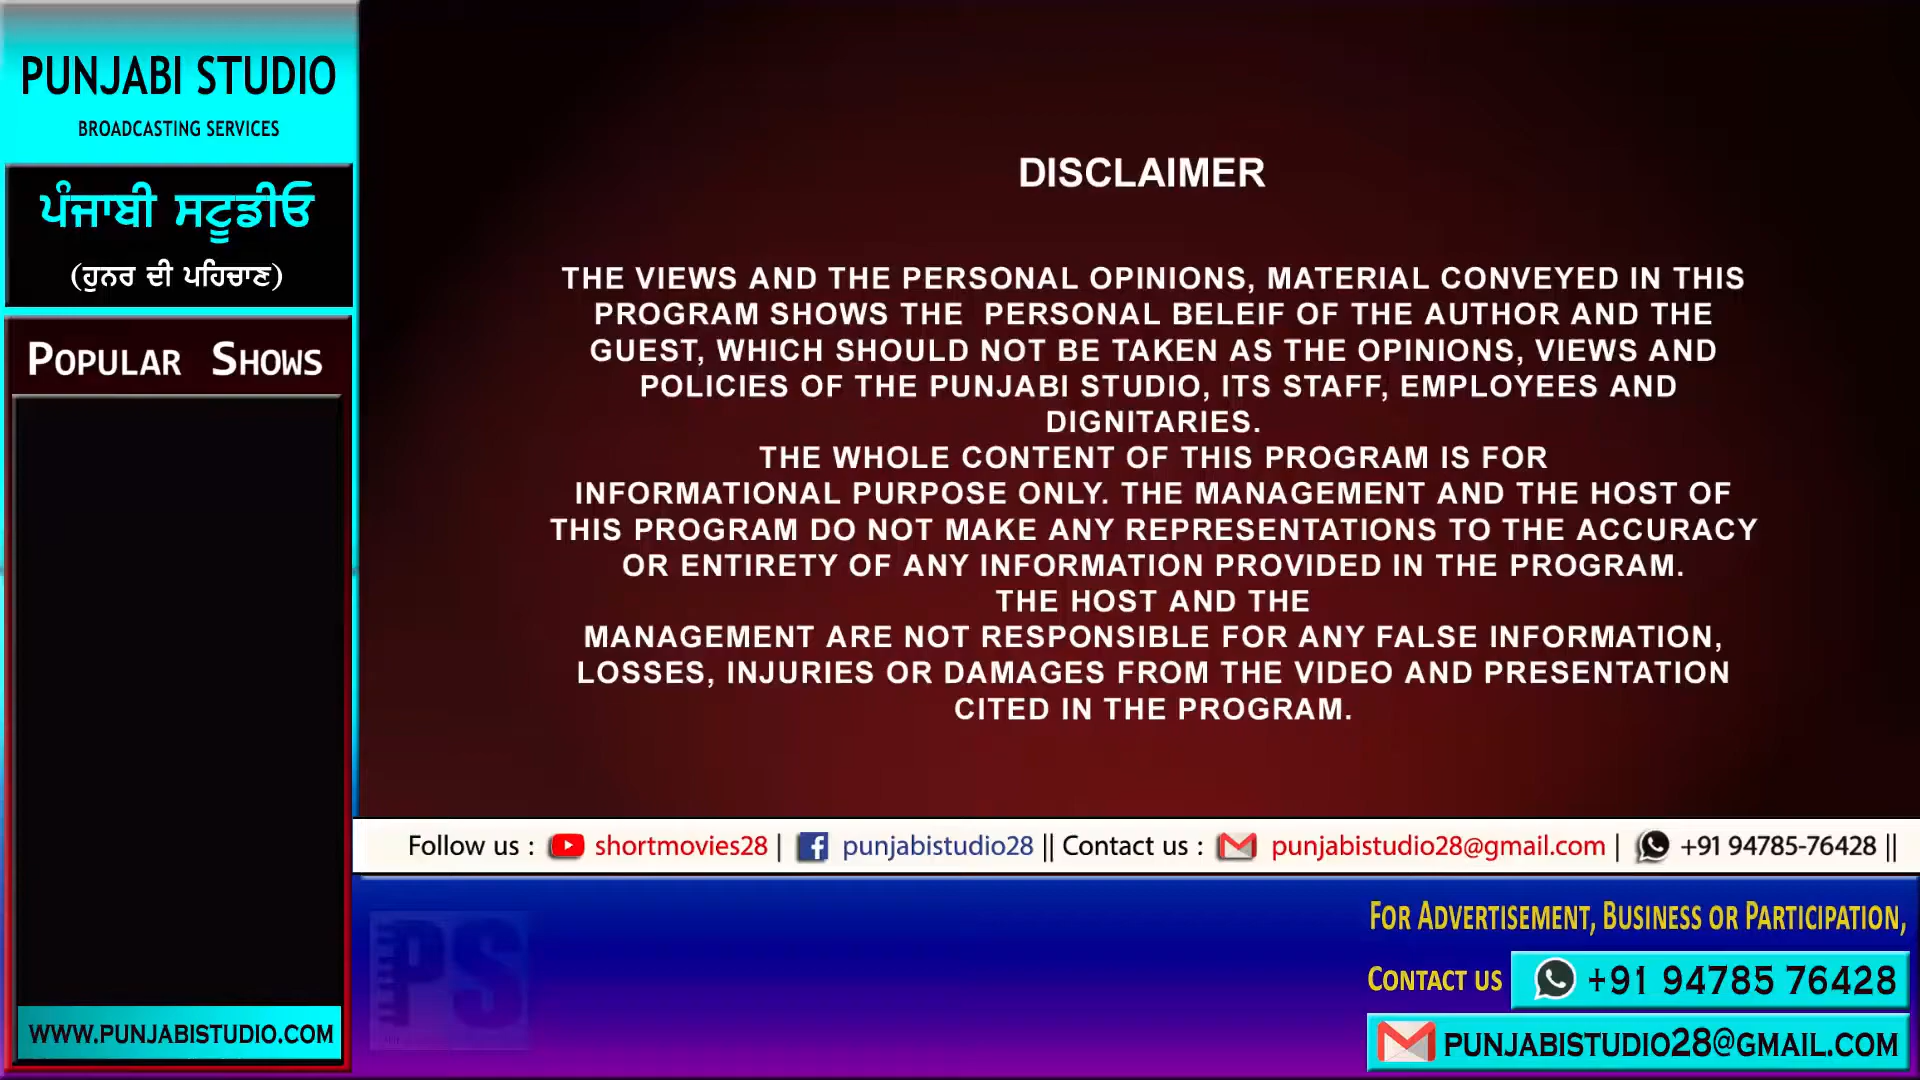 PUNJABI STUDIO
BROADCASTING SERVICES
ਪੰਜਾਬੀ ਸਟੂਡੀਓ
(ਹੁਨਰ ਦੀ ਪਹਿਚਾਣ)
POPULAR SHOWS
WWW.PUNJABISTUDIO.COM
DISCLAIMER
THE VIEWS AND THE PERSONAL OPINIONS, MATERIAL CONVEYED IN THIS
PROGRAM SHOWS THE PERSONAL BELEIF OF THE AUTHOR AND THE
GUEST, WHICH SHOULD NOT BE TAKEN AS THE OPINIONS, VIEWS AND
POLICIES OF THE PUNJABI STUDIO, ITS STAFF, EMPLOYEES AND
DIGNITARIES.
THE WHOLE CONTENT OF THIS PROGRAM IS FOR
INFORMATIONAL PURPOSE ONLY. THE MANAGEMENT AND THE HOST OF
THIS PROGRAM DO NOT MAKE ANY REPRESENTATIONS TO THE ACCURACY
OR ENTIRETY OF ANY INFORMATION PROVIDED IN THE PROGRAM.
THE HOST AND THE
MANAGEMENT ARE NOT RESPONSIBLE FOR ANY FALSE INFORMATION,
LOSSES, INJURIES OR DAMAGES FROM THE VIDEO AND PRESENTATION
CITED IN THE PROGRAM.
Follow us : shortmovies28 | punjabistudio28 || Contact us : punjabistudio28@gmail.com | +91 94785-76428 ||
PS
FOR ADVERTISEMENT, BUSINESS OR PARTICIPATION,
CONTACT US +91 94785 76428
PUNJABISTUDIO28@GMAIL.COM